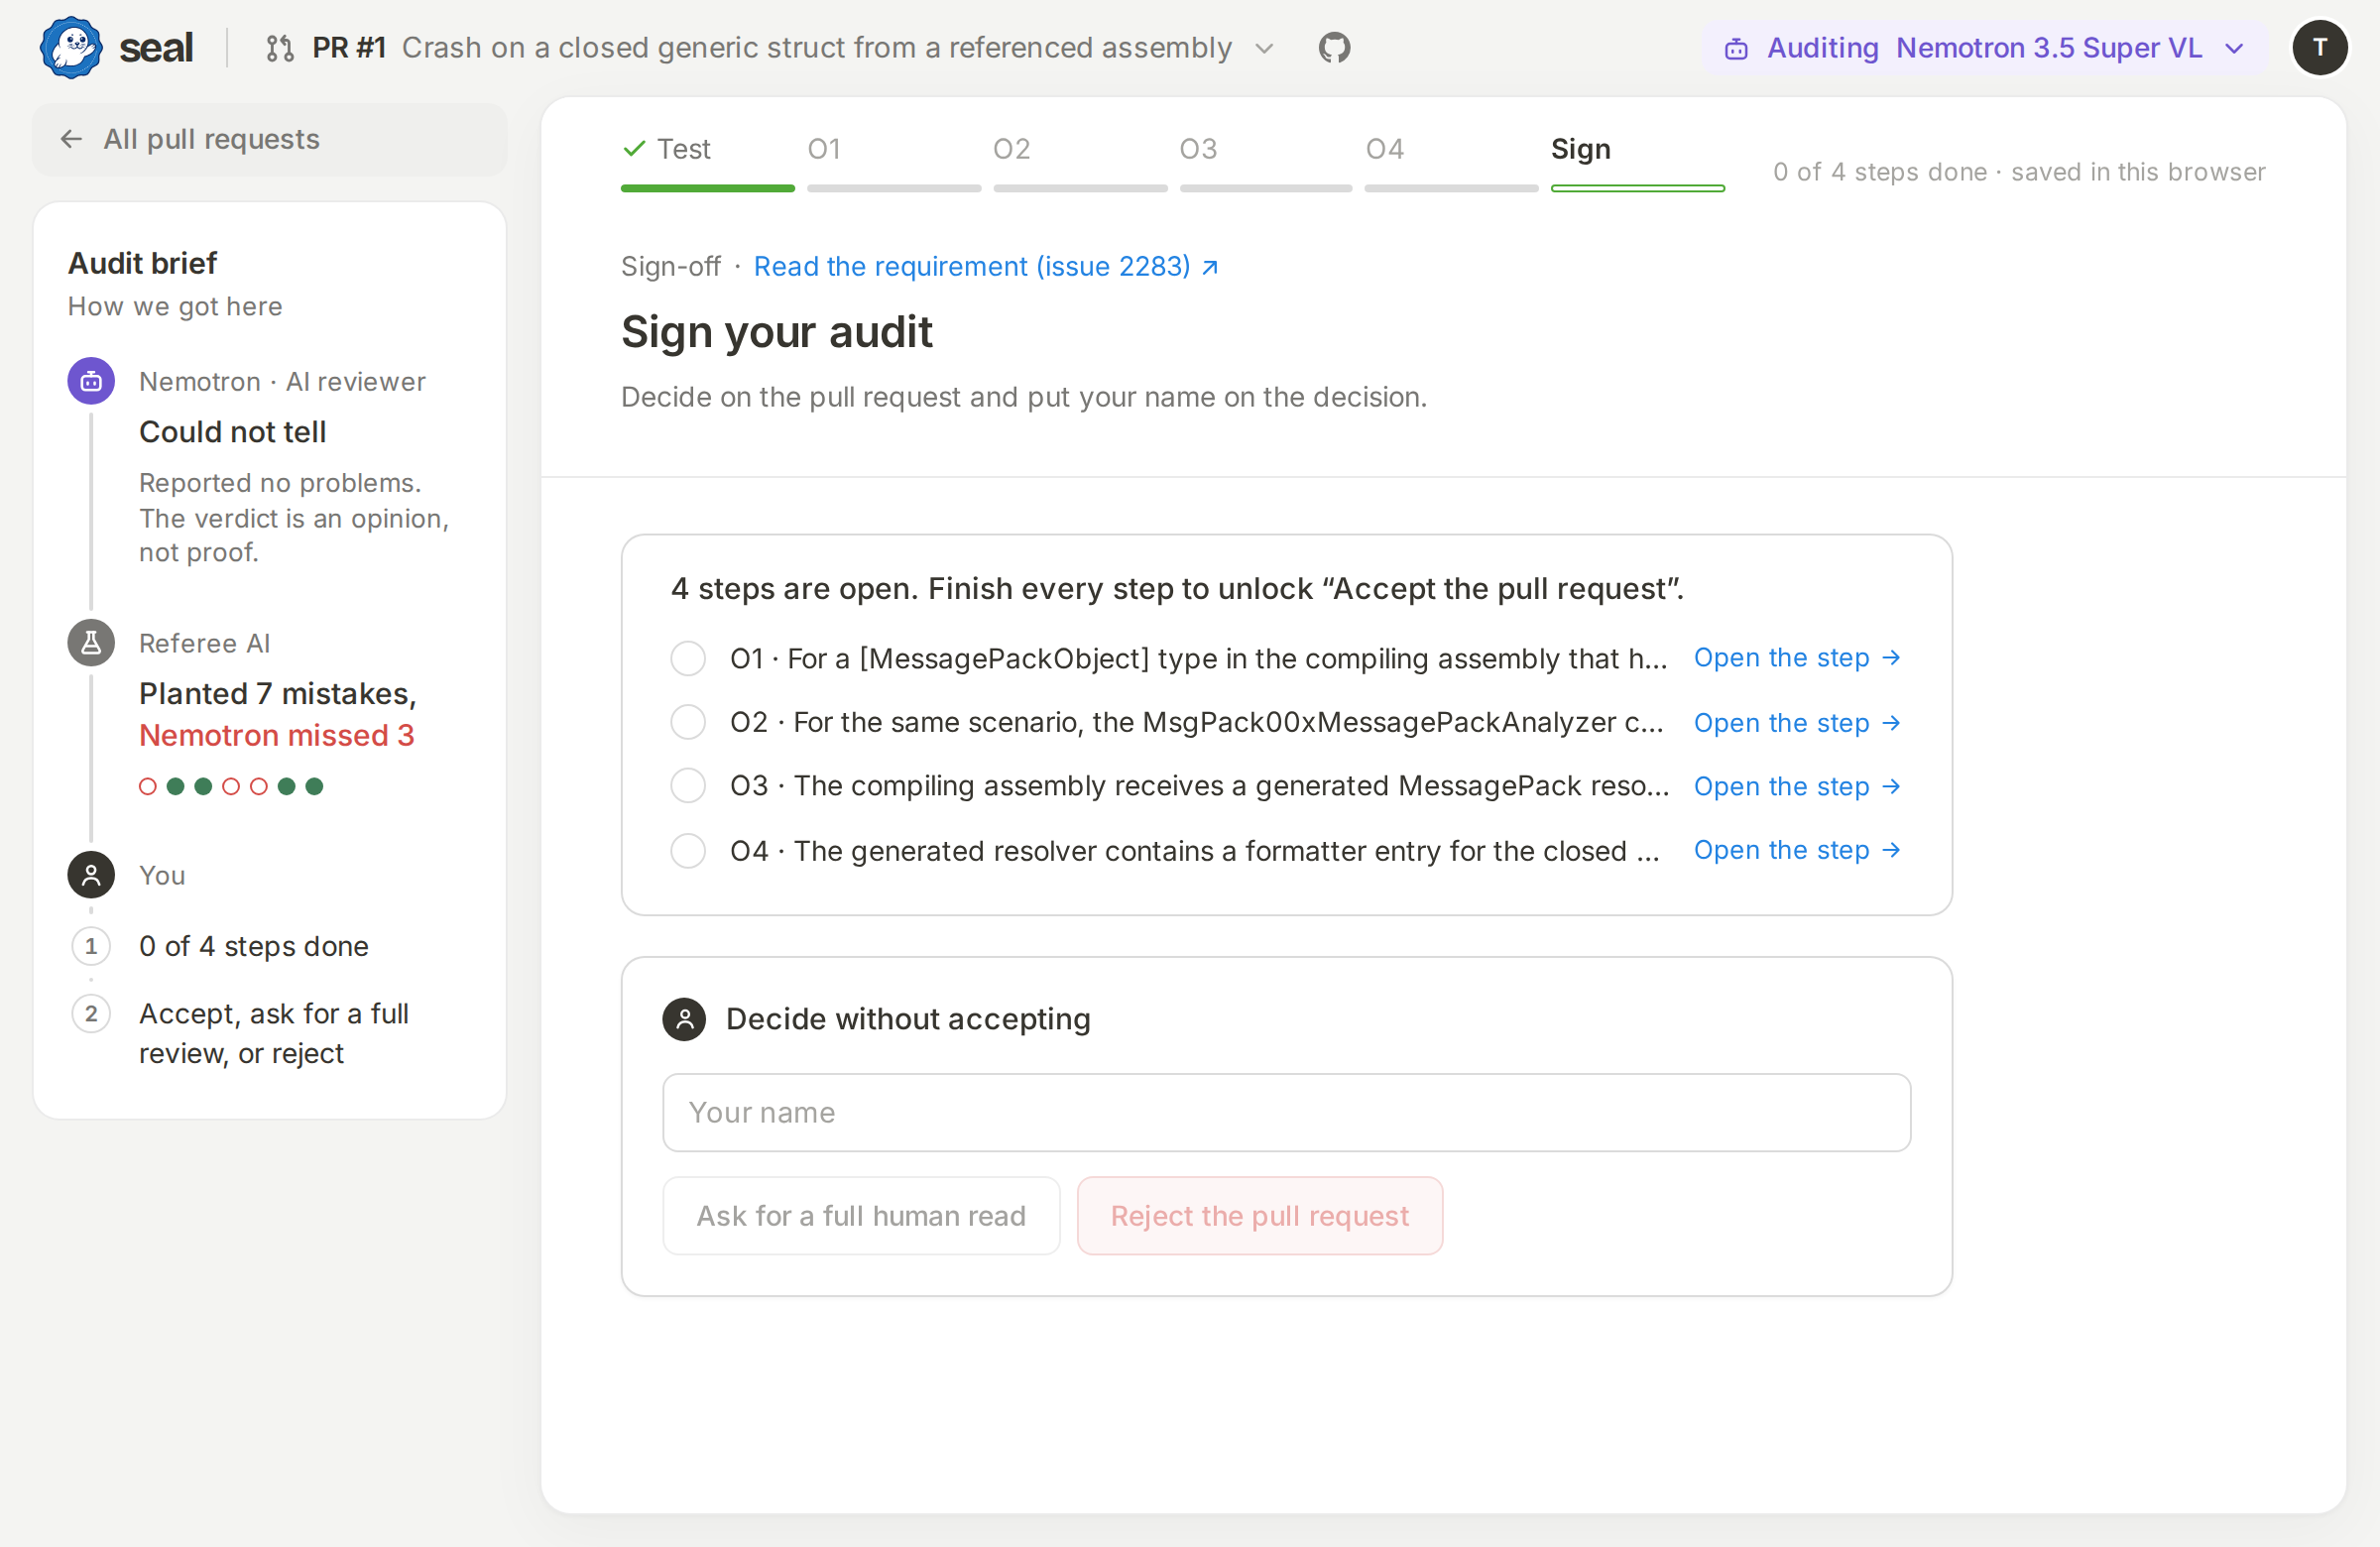 seal
PR #1 Crash on a closed generic struct from a referenced assembly
Auditing Nemotron 3.5 Super VL
T
All pull requests
Audit brief
How we got here
Nemotron · AI reviewer
Could not tell
Reported no problems.
The verdict is an opinion,
not proof.
Referee AI
Planted 7 mistakes,
Nemotron missed 3
You
1 0 of 4 steps done
2 Accept, ask for a full
review, or reject
Test
O1
O2
O3
O4
Sign
0 of 4 steps done · saved in this browser
Sign-off · Read the requirement (issue 2283) ↗
Sign your audit
Decide on the pull request and put your name on the decision.
4 steps are open. Finish every step to unlock “Accept the pull request”.
O1 · For a [MessagePackObject] type in the compiling assembly that h... Open the step →
O2 · For the same scenario, the MsgPack00xMessagePackAnalyzer c... Open the step →
O3 · The compiling assembly receives a generated MessagePack reso... Open the step →
O4 · The generated resolver contains a formatter entry for the closed ... Open the step →
Decide without accepting
Your name
Ask for a full human read
Reject the pull request